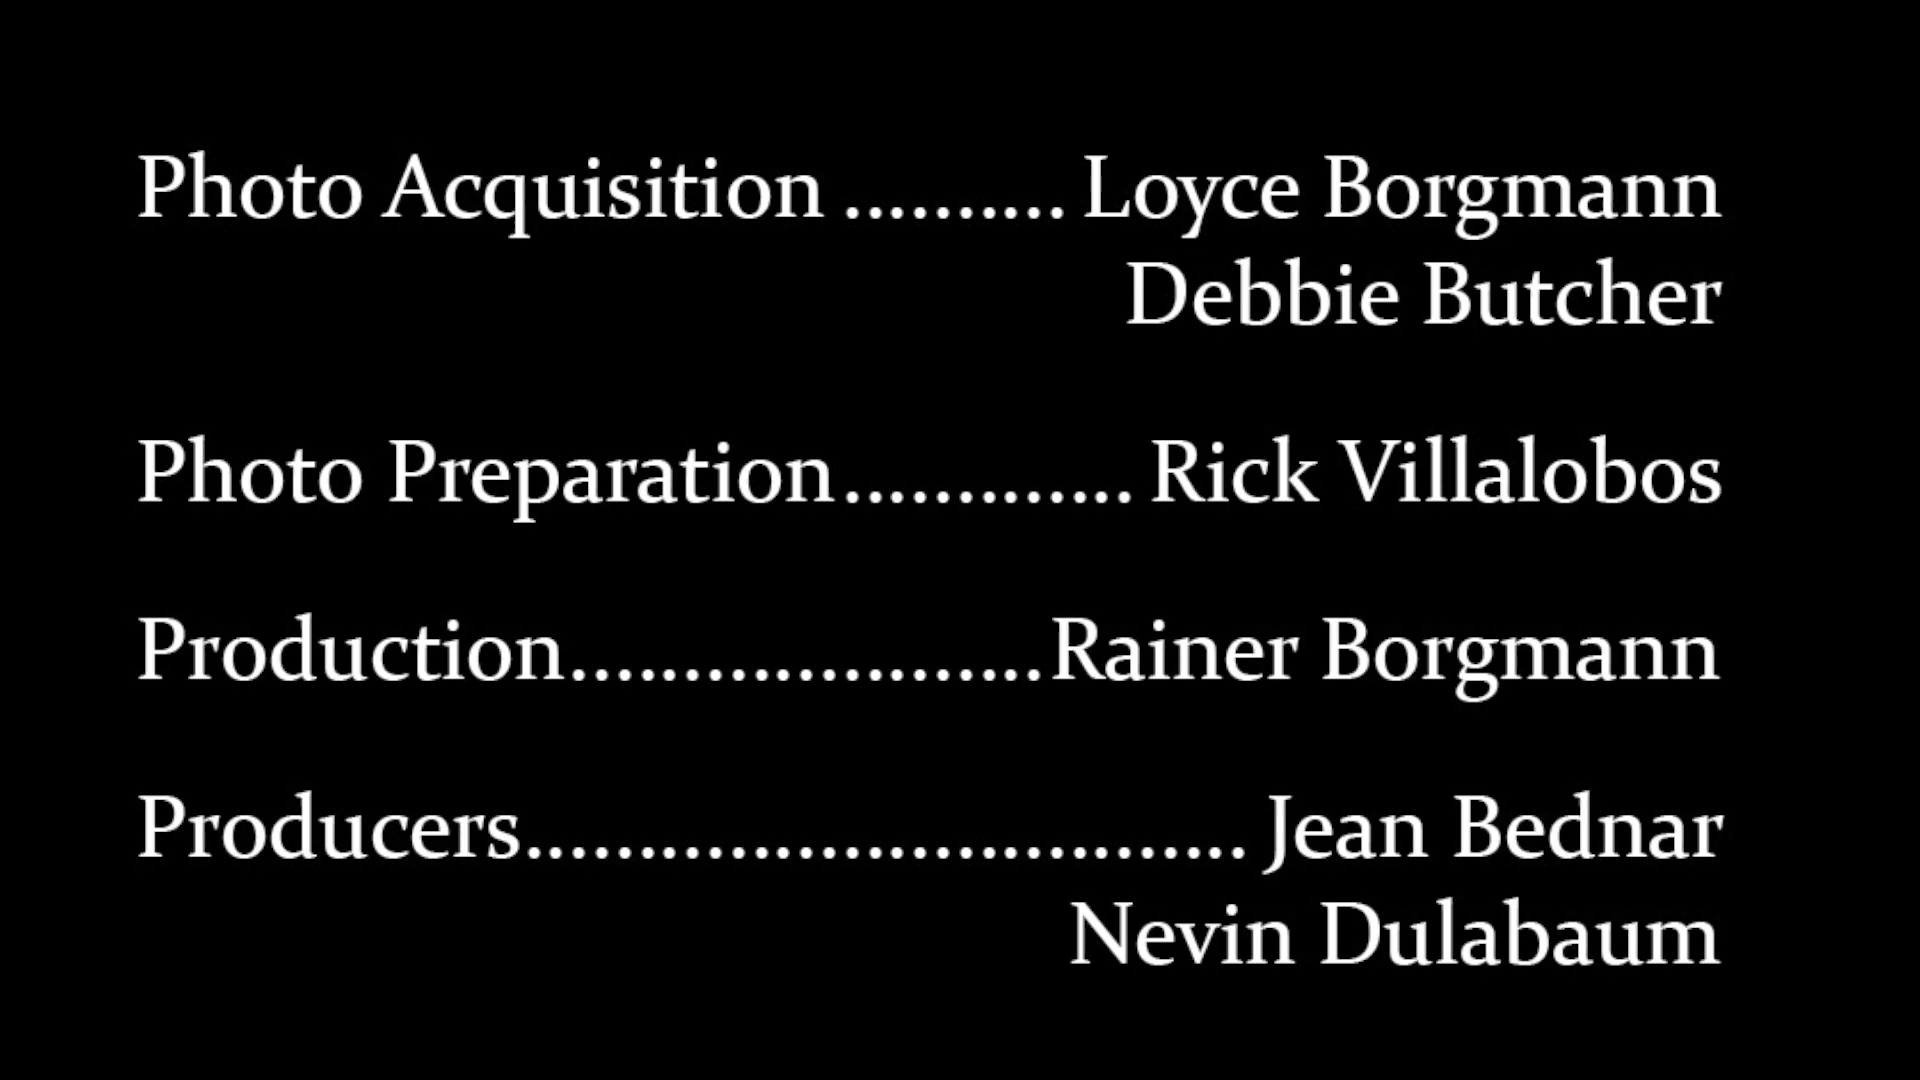 Photo Acquisition .......... Loyce Borgmann
Debbie Butcher
Photo Preparation............. Rick Villalobos
Production.....................Rainer Borgmann
Producers................................ Jean Bednar
Nevin Dulabaum